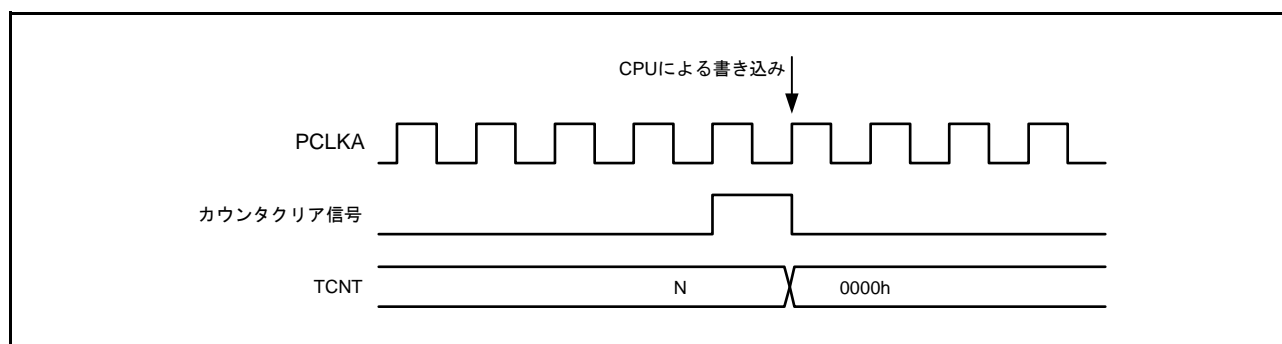 CPUによる書き込み
PCLKA
カウンタクリア信号
TCNT
N
0000h